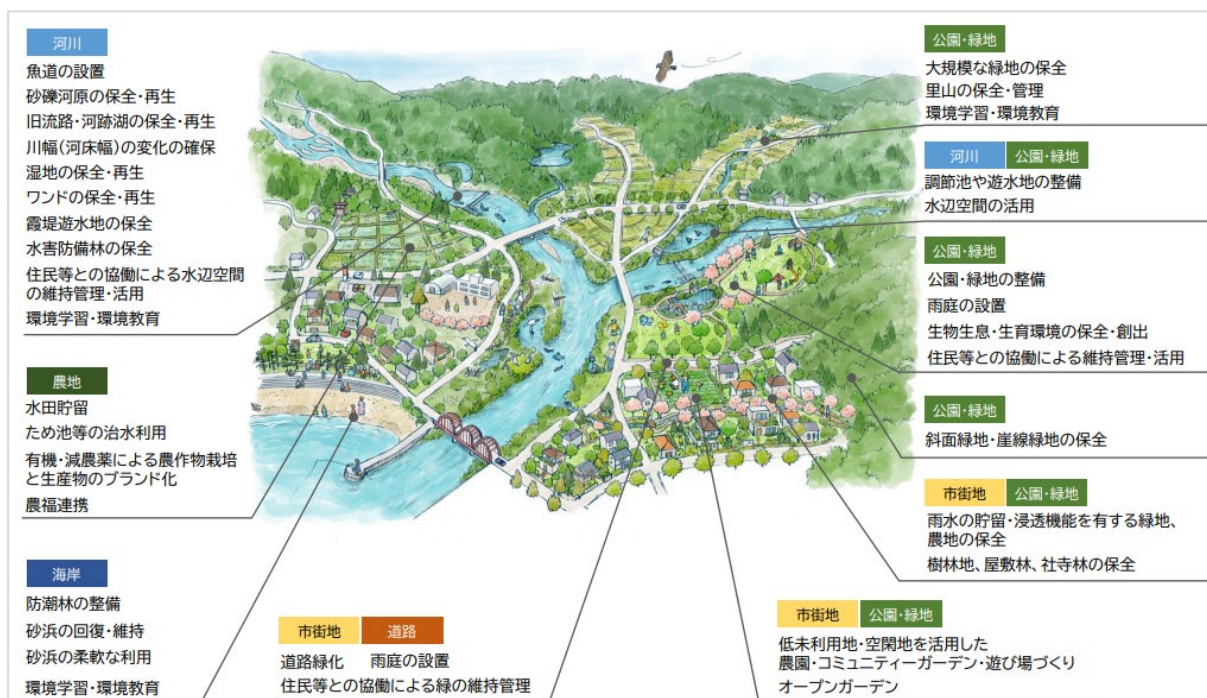 河川
魚道の設置
砂礫河原の保全・再生
旧流路・河跡湖の保全・再生
川幅(河床幅)の変化の確保
湿地の保全・再生
ワンドの保全・再生
霞堤遊水地の保全
水害防備林の保全
住民等との協働による水辺空間
の維持管理・活用
環境学習・環境教育
農地
水田貯留
ため池等の治水利用
有機・減農薬による農作物栽培
と生産物のブランド化
農福連携
海岸
防潮林の整備
砂浜の回復・維持
砂浜の柔軟な利用
環境学習・環境教育
市街地 道路
道路緑化 雨庭の設置
住民等との協働による緑の維持管理
公園・緑地
大規模な緑地の保全
里山の保全・管理
環境学習・環境教育
河川 公園・緑地
調節池や遊水地の整備
水辺空間の活用
公園・緑地
公園・緑地の整備
雨庭の設置
生物生息・生育環境の保全・創出
住民等との協働による維持管理・活用
公園・緑地
斜面緑地・崖線緑地の保全
市街地 公園・緑地
雨水の貯留・浸透機能を有する緑地、
農地の保全
樹林地、屋敷林、社寺林の保全
市街地 公園・緑地
低未利用地・空閑地を活用した
農園・コミュニティーガーデン・遊び場づくり
オープンガーデン